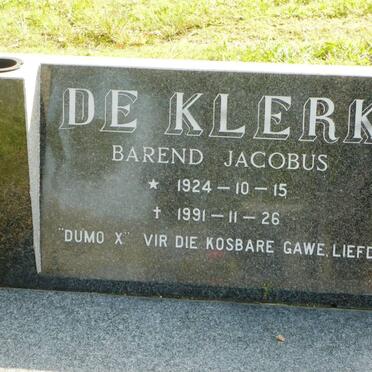 DE KLERK
BAREND JACOBUS
★ 1924-10-15
✝ 1991-11-26
"DUMO X" VIR DIE KOSBARE GAWE, LIEFD